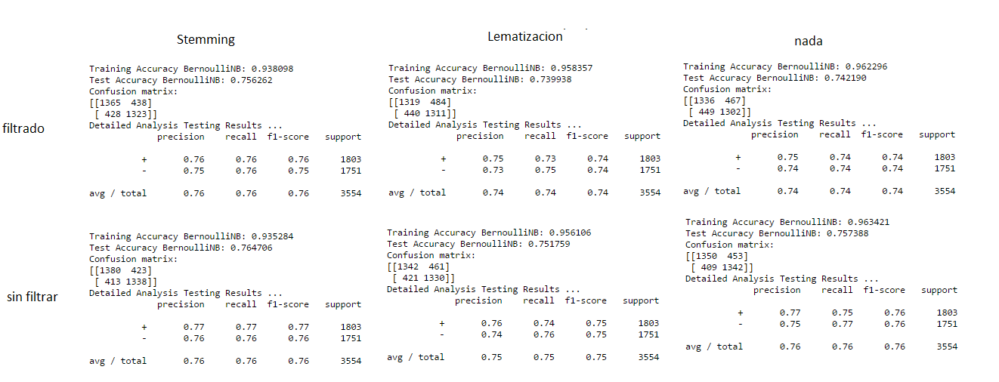 Stemming
Lematizacion
nada
filtrado
Training Accuracy BernoulliNB: 0.938098
Test Accuracy BernoulliNB: 0.756262
Confusion matrix:
[[1365 438]
[ 428 1323]]
Detailed Analysis Testing Results ...
precision recall f1-score support
+ 0.76 0.76 0.76 1803
- 0.75 0.76 0.75 1751
avg / total 0.76 0.76 0.76 3554
Training Accuracy BernoulliNB: 0.958357
Test Accuracy BernoulliNB: 0.739938
Confusion matrix:
[[1319 484]
[ 440 1311]]
Detailed Analysis Testing Results ...
precision recall f1-score support
+ 0.75 0.73 0.74 1803
- 0.73 0.75 0.74 1751
avg / total 0.74 0.74 0.74 3554
Training Accuracy BernoulliNB: 0.962296
Test Accuracy BernoulliNB: 0.742190
Confusion matrix:
[[1336 467]
[ 449 1302]]
Detailed Analysis Testing Results ...
precision recall f1-score support
+ 0.75 0.74 0.74 1803
- 0.74 0.74 0.74 1751
avg / total 0.74 0.74 0.74 3554
sin filtrar
Training Accuracy BernoulliNB: 0.935284
Test Accuracy BernoulliNB: 0.764706
Confusion matrix:
[[1380 423]
[ 413 1338]]
Detailed Analysis Testing Results ...
precision recall f1-score support
+ 0.77 0.77 0.77 1803
- 0.76 0.76 0.76 1751
avg / total 0.76 0.76 0.76 3554
Training Accuracy BernoulliNB: 0.956106
Test Accuracy BernoulliNB: 0.751759
Confusion matrix:
[[1342 461]
[ 421 1330]]
Detailed Analysis Testing Results ...
precision recall f1-score support
+ 0.76 0.74 0.75 1803
- 0.74 0.76 0.75 1751
avg / total 0.75 0.75 0.75 3554
Training Accuracy BernoulliNB: 0.963421
Test Accuracy BernoulliNB: 0.757388
Confusion matrix:
[[1350 453]
[ 409 1342]]
Detailed Analysis Testing Results ...
precision recall f1-score support
+ 0.77 0.75 0.76 1803
- 0.75 0.77 0.76 1751
avg / total 0.76 0.76 0.76 3554